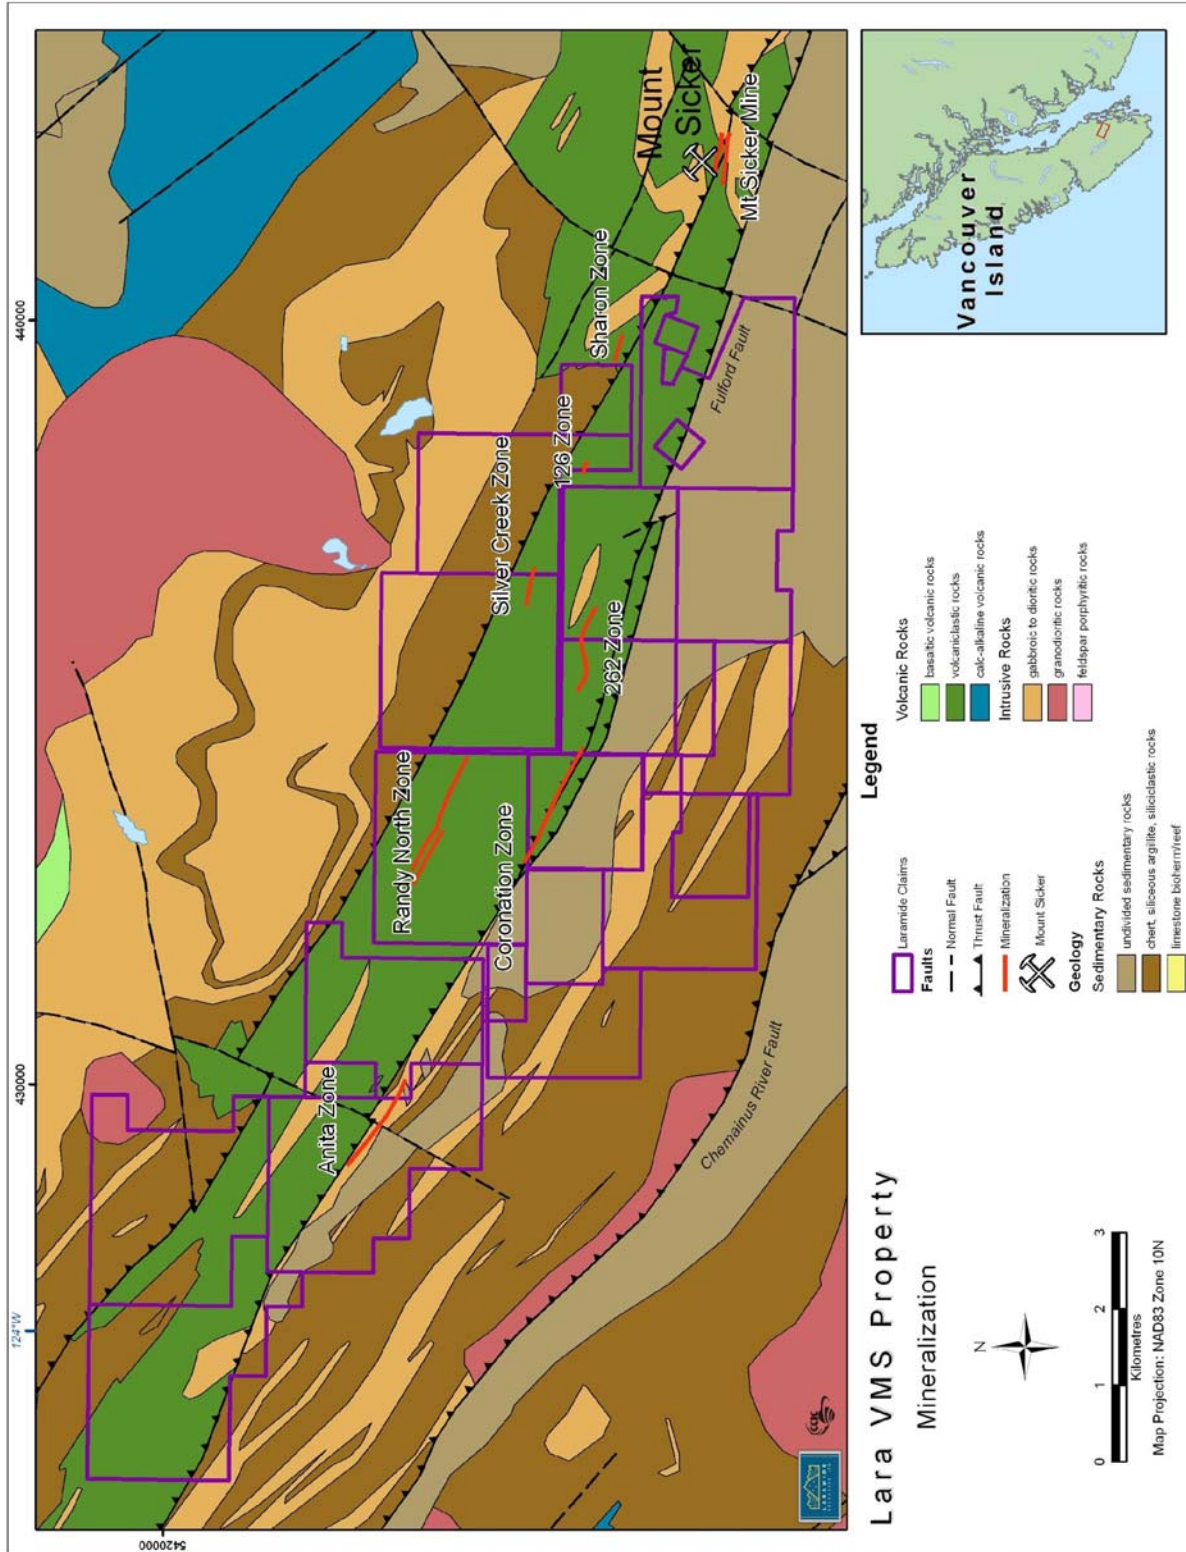 440000
430000
124°W
5420000
Mount
Sicker
Mt Sicker Mine
Sharon Zone
126 Zone
Silver Creek Zone
262 Zone
Randy North Zone
Coronation Zone
Anita Zone
Fulford Fault
Chemainus River Fault
Lara VMS Property
Mineralization
N
0 1 2 3
Kilometres
Map Projection: NAD83 Zone 10N
Legend
Laramide Claims
Faults
Normal Fault
Thrust Fault
Mineralization
Mount Sicker
Geology
Sedimentary Rocks
undivided sedimentary rocks
chert, siliceous argillite, siliciclastic rocks
limestone bioherm/reef
Volcanic Rocks
basaltic volcanic rocks
volcaniclastic rocks
calc-alkaline volcanic rocks
Intrusive Rocks
gabbroic to dioritic rocks
granodioritic rocks
feldspar porphyritic rocks
Vancouver
Island
LARAMIDE